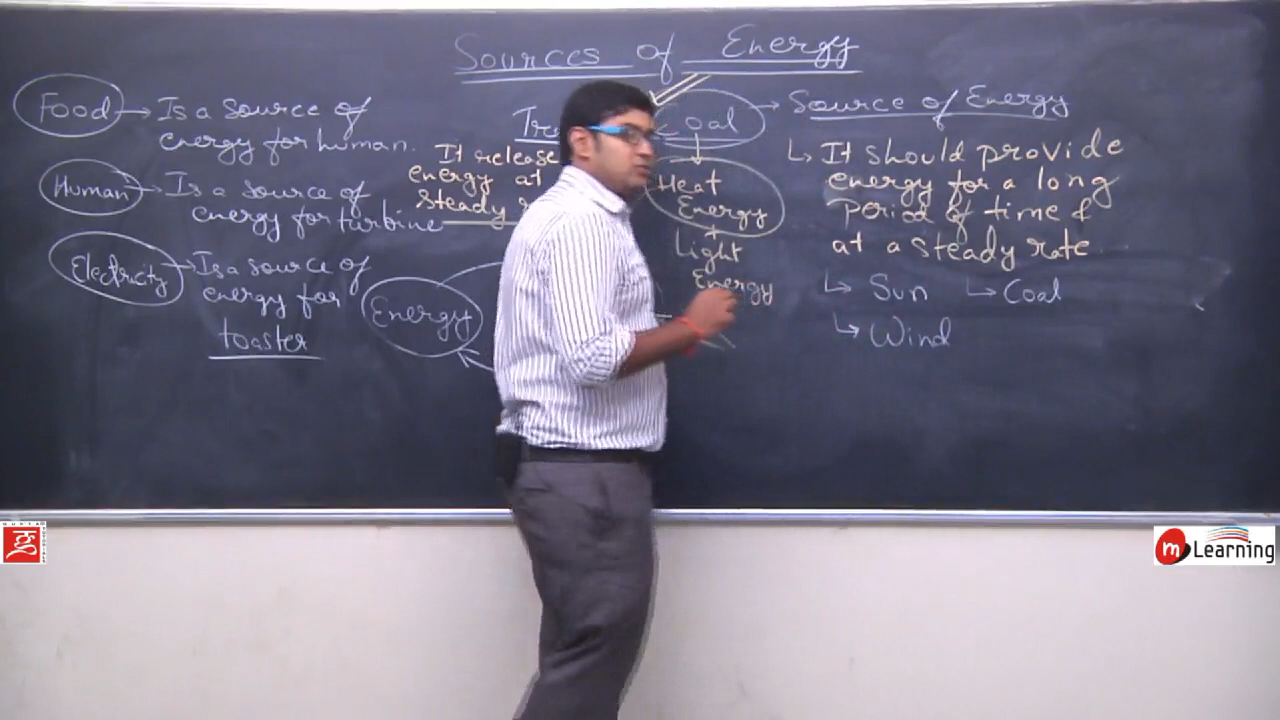 Sources of Energy
Food → Is a source of
energy for human.
Human → Is a source of
energy for turbine
Electricity → Is a source of
energy for
toaster
Energy
It release
energy at
steady
Coal
Heat
Energy
+
Light
Energy
→ Source of Energy
↳ It should provide
energy for a long
period of time &
at a steady rate.
↳ Sun ↳ Coal
↳ Wind
m Learning